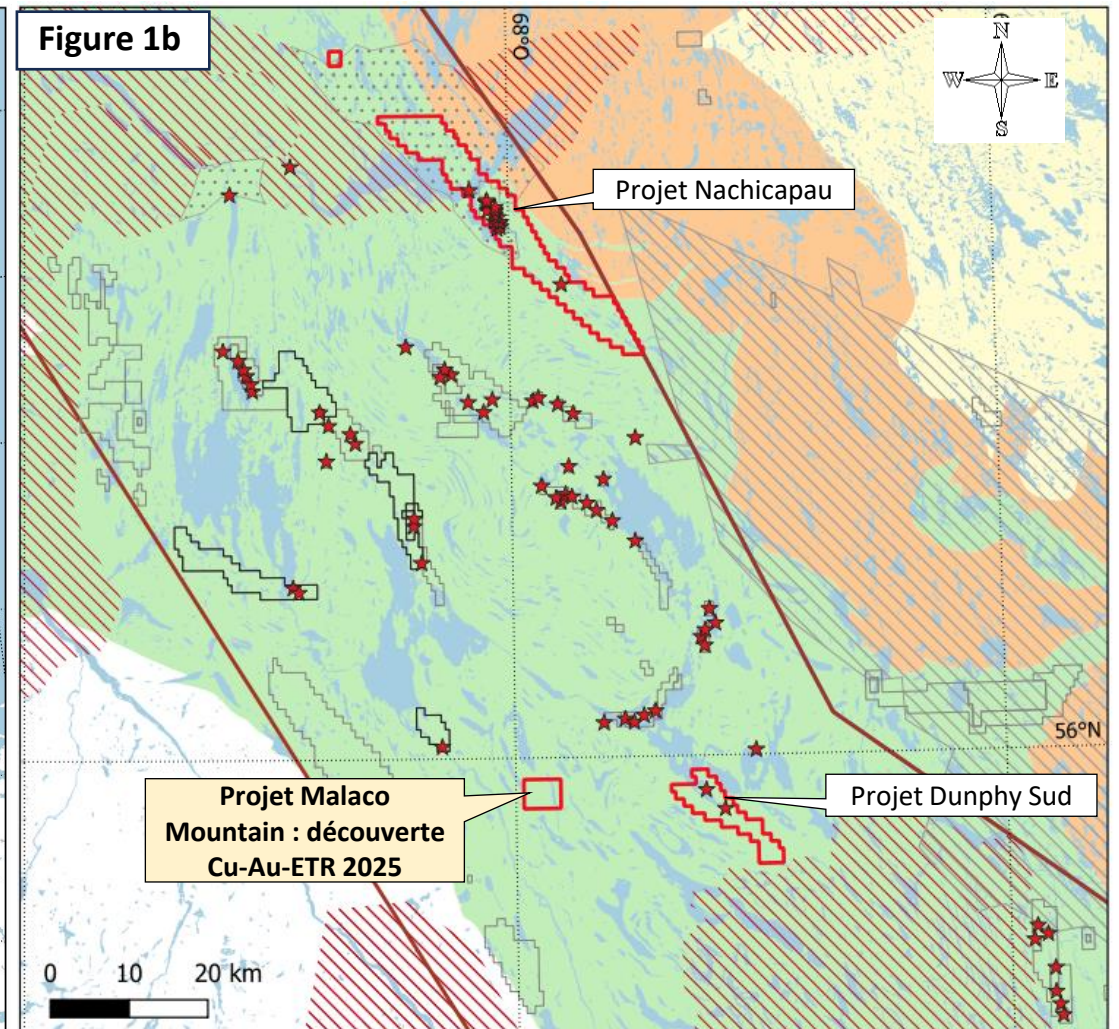 Figure 1b
68°O
N
W E
S
Projet Nachicapau
56°N
Projet Malaco
Mountain : découverte
Cu-Au-ETR 2025
Projet Dunphy Sud
0 10 20 km